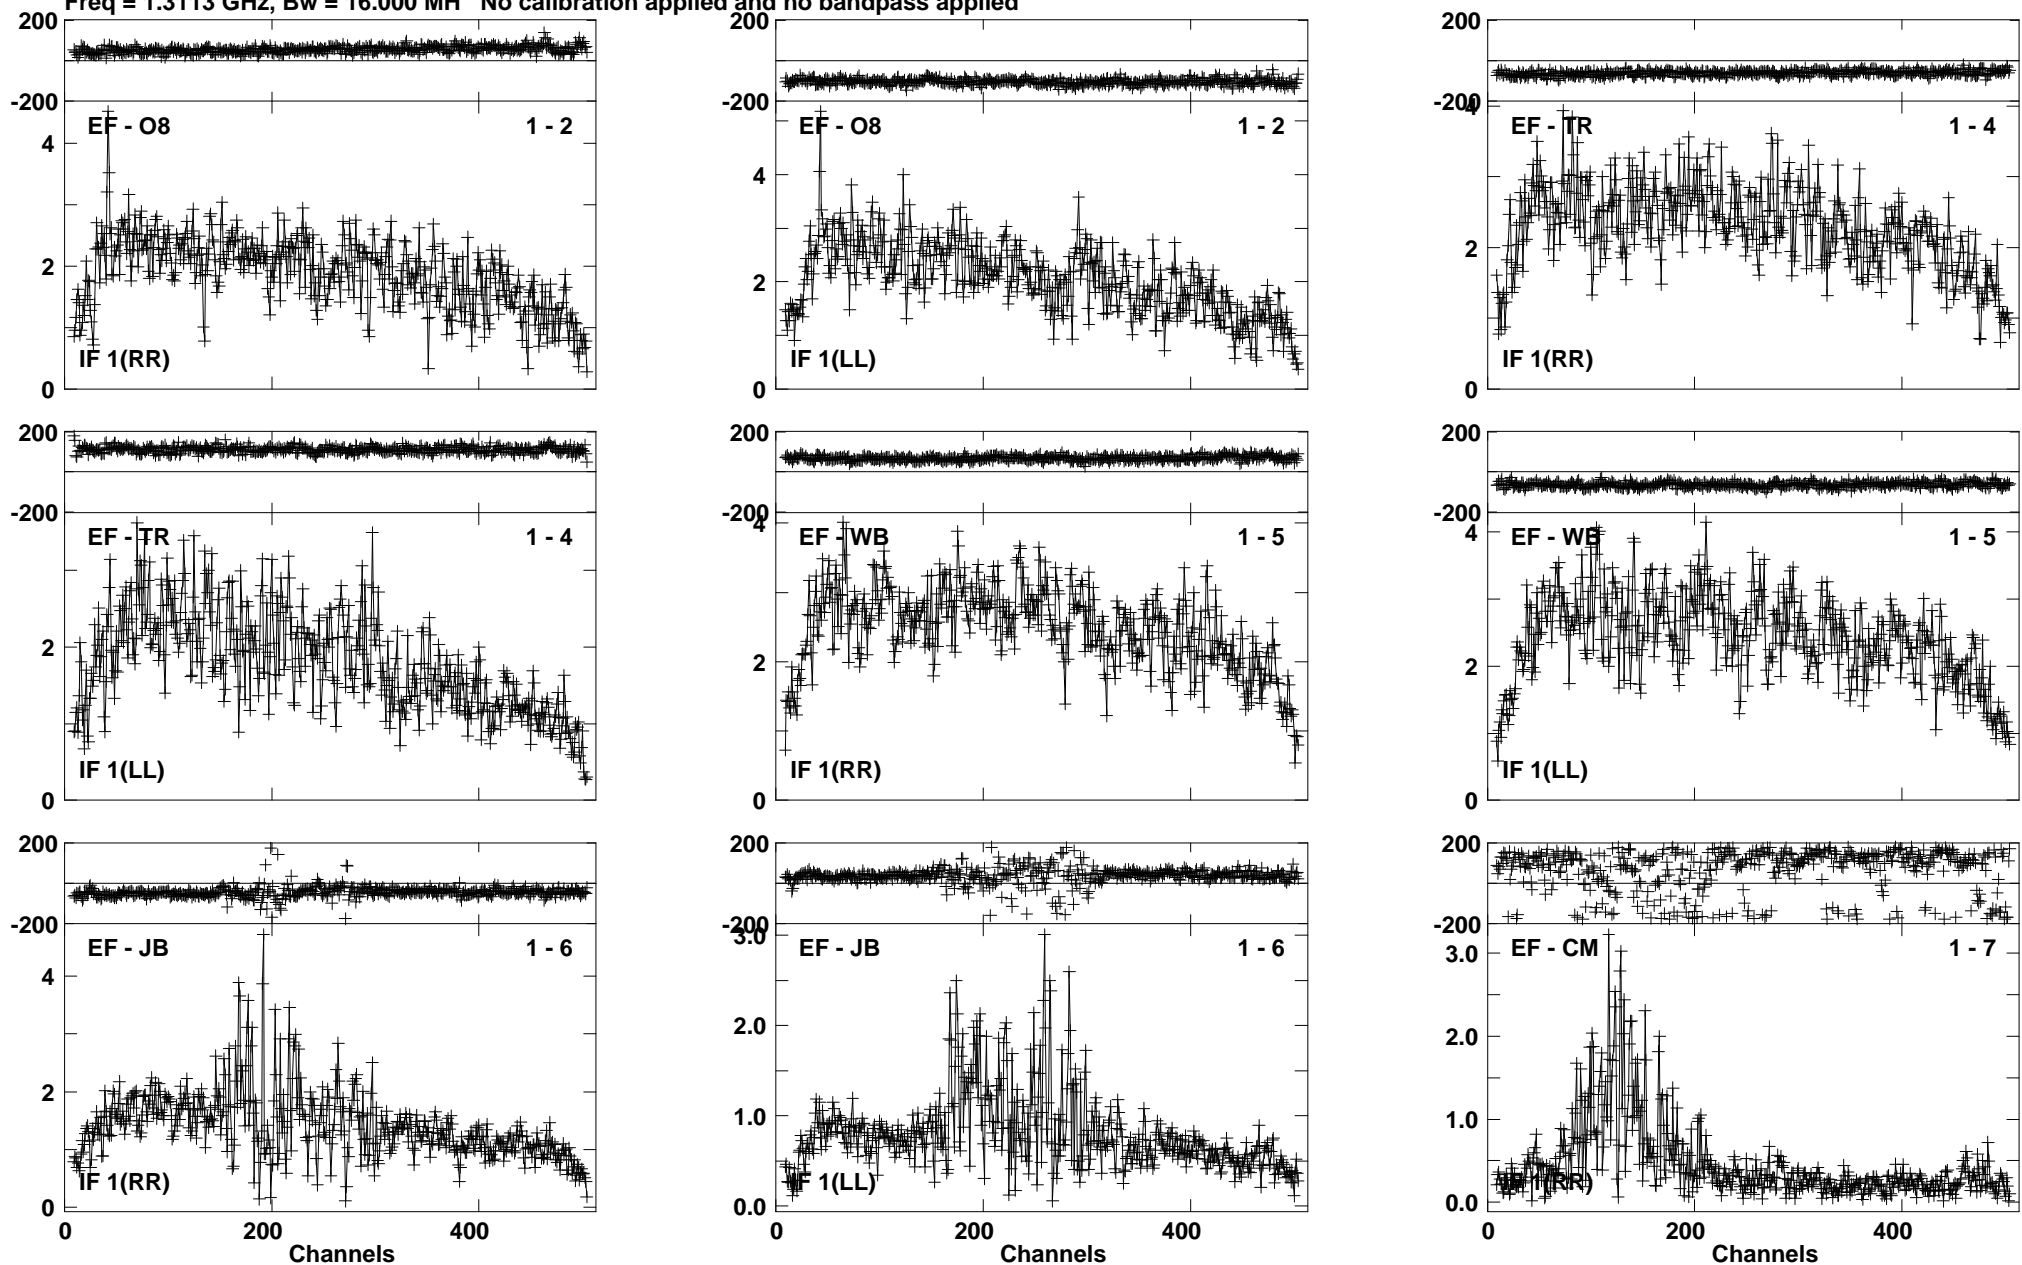 Freq = 1.3113 GHz, Bw = 16.000 MH No calibration applied and no bandpass applied
200
-200
EF - O8 1 - 2
4
2
0
IF 1(RR)
-200
EF - O8 1 - 2
4
2
0
IF 1(LL)
200
-200
4
EF - TR 1 - 4
2
0
IF 1(RR)
200
-200
EF - TR 1 - 4
2
0
IF 1(LL)
200
-200
4
EF - WB 1 - 5
2
0
IF 1(RR)
200
-200
4
EF - WB 1 - 5
2
0
IF 1(LL)
200
-200
EF - JB 1 - 6
4
2
0
IF 1(RR)
0 200 400
Channels
200
-200
3.0
EF - JB 1 - 6
2.0
1.0
0.0
IF 1(LL)
0 200 400
200
-200
3.0
EF - CM 1 - 7
2.0
1.0
0.0
IF 1(RR)
0 200 400
Channels